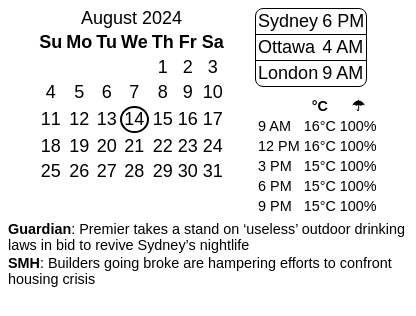 August 2024
Su Mo Tu We Th Fr Sa
1 2 3
4 5 6 7 8 9 10
11 12 13 14 15 16 17
18 19 20 21 22 23 24
25 26 27 28 29 30 31
Sydney 6 PM
Ottawa 4 AM
London 9 AM
°C ☂
9 AM 16°C 100%
12 PM 16°C 100%
3 PM 15°C 100%
6 PM 15°C 100%
9 PM 15°C 100%
Guardian: Premier takes a stand on ‘useless’ outdoor drinking
laws in bid to revive Sydney’s nightlife
SMH: Builders going broke are hampering efforts to confront
housing crisis